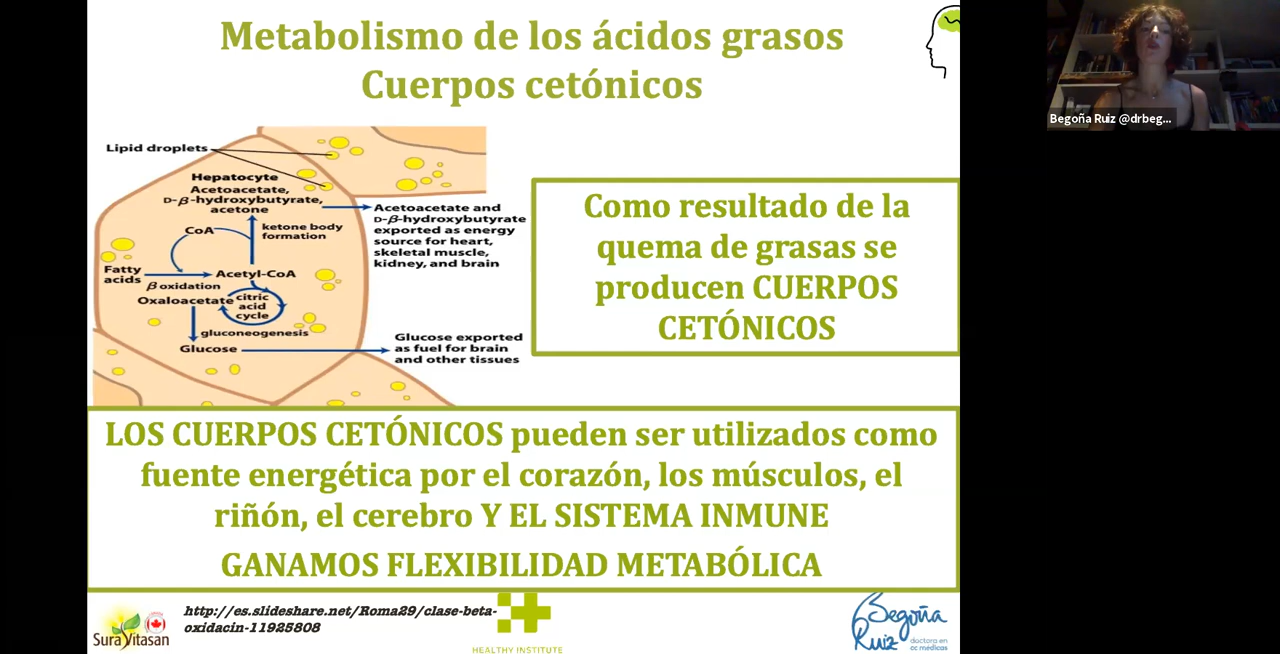 Metabolismo de los ácidos grasos
Cuerpos cetónicos
Begoña Ruiz @drbeg...
Lipid droplets
Hepatocyte
Acetoacetate,
D-β-hydroxybutyrate,
acetone
CoA
ketone body
formation
Acetoacetate and
D-β-hydroxybutyrate
exported as energy
source for heart,
skeletal muscle,
kidney, and brain
Fatty
acids
β oxidation
Acetyl-CoA
Oxaloacetate
citric
acid
cycle
gluconeogenesis
Glucose
Glucose exported
as fuel for brain
and other tissues
Como resultado de la
quema de grasas se
producen CUERPOS
CETÓNICOS
LOS CUERPOS CETÓNICOS pueden ser utilizados como
fuente energética por el corazón, los músculos, el
riñón, el cerebro Y EL SISTEMA INMUNE
GANAMOS FLEXIBILIDAD METABÓLICA
SuraVitasan
http://es.slideshare.net/Roma29/clase-beta-
oxidacin-11925808
HEALTHY INSTITUTE
Begoña
Ruiz
doctora en
cc médicas